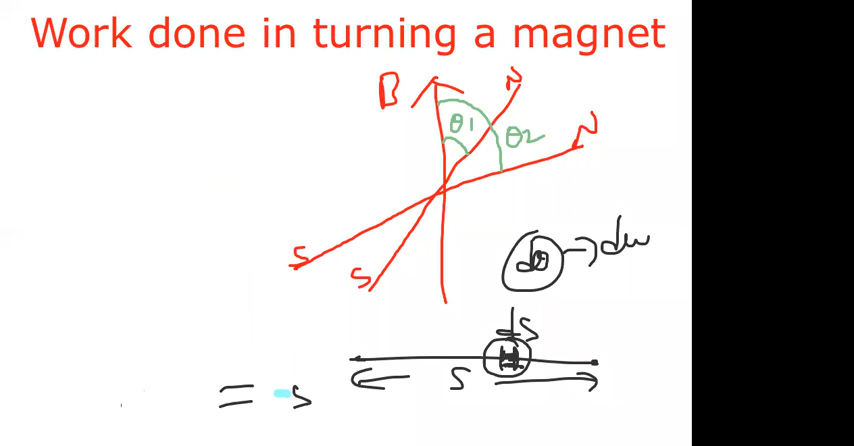 Work done in turning a magnet
B
N
θ1
θ2
N
S
S
dθ → dw
ds
S
= s